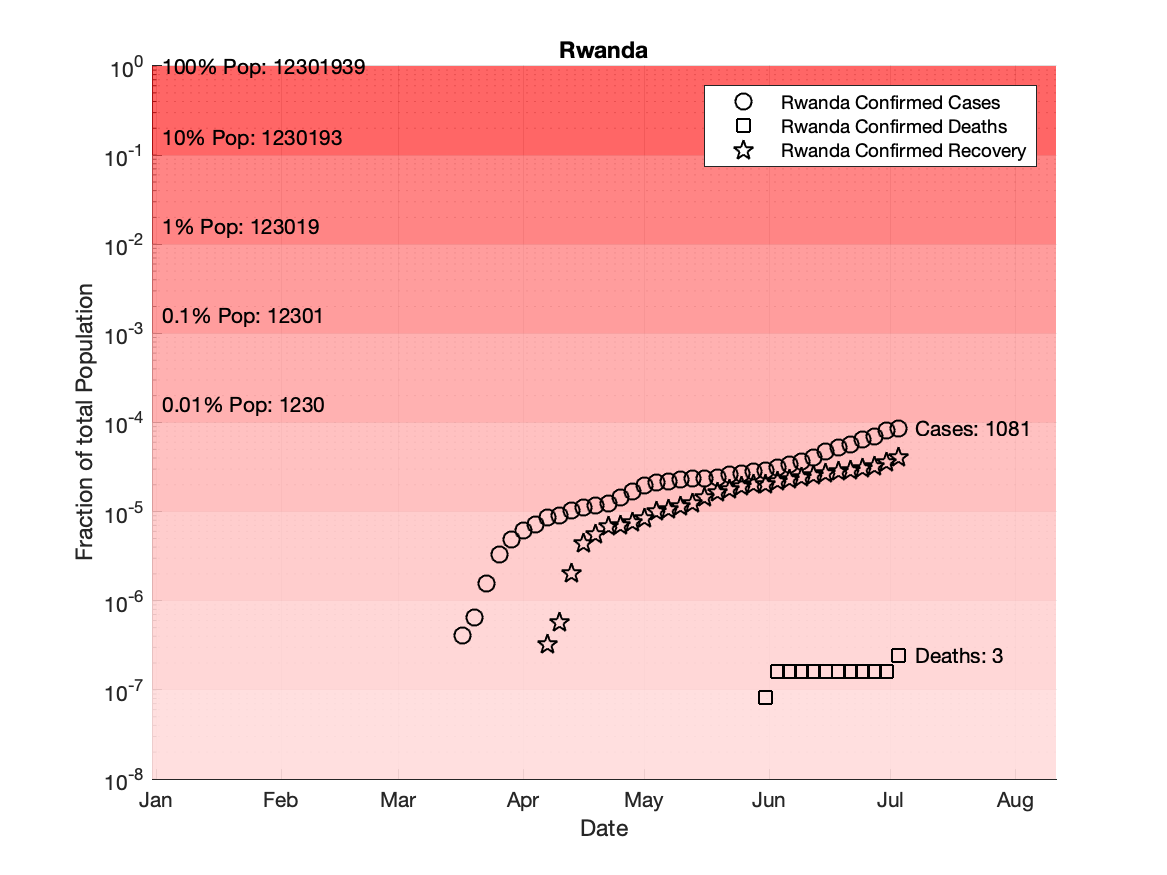 Rwanda
10^0
100% Pop: 12301939
Rwanda Confirmed Cases
Rwanda Confirmed Deaths
Rwanda Confirmed Recovery
10% Pop: 1230193
10^-1
1% Pop: 123019
10^-2
0.1% Pop: 12301
10^-3
0.01% Pop: 1230
10^-4
Cases: 1081
10^-5
10^-6
Deaths: 3
10^-7
10^-8
Fraction of total Population
Jan Feb Mar Apr May Jun Jul Aug
Date